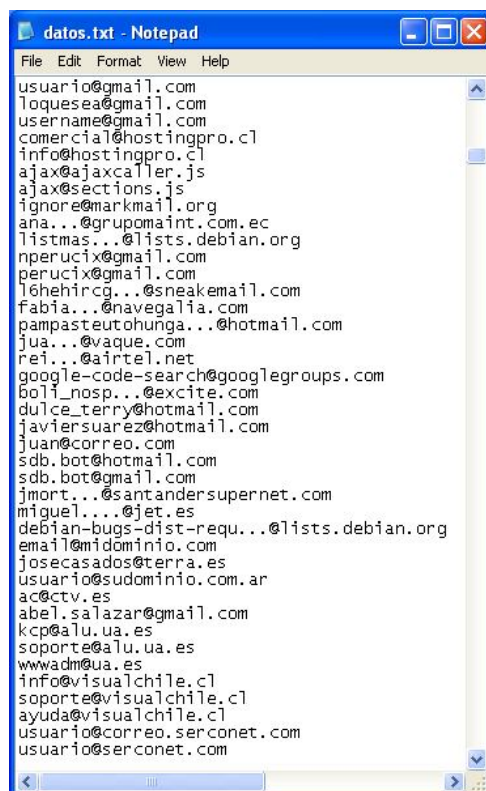 datos.txt - Notepad
File Edit Format View Help
usuario@gmail.com
loquesea@gmail.com
username@gmail.com
comercial@hostingpro.cl
info@hostingpro.cl
ajax@ajaxcaller.js
ajax@sections.js
ignore@markmail.org
ana...@grupomaint.com.ec
listmas...@lists.debian.org
nperucix@gmail.com
perucix@gmail.com
l6hehircg...@sneakemail.com
fabia...@navegalia.com
pampasteutohunga...@hotmail.com
jua...@vaque.com
rei...@airtel.net
google-code-search@googlegroups.com
boli_nosp...@excite.com
dulce_terry@hotmail.com
javiersuarez@hotmail.com
juan@correo.com
sdb.bot@hotmail.com
sdb.bot@gmail.com
jmort...@santandersupernet.com
miguel....@jet.es
debian-bugs-dist-requ...@lists.debian.org
email@midominio.com
josecasados@terra.es
usuario@sudominio.com.ar
ac@ctv.es
abel.salazar@gmail.com
kcp@alu.ua.es
soporte@alu.ua.es
wwwadm@ua.es
info@visualchile.cl
soporte@visualchile.cl
ayuda@visualchile.cl
usuario@correo.serconet.com
usuario@serconet.com